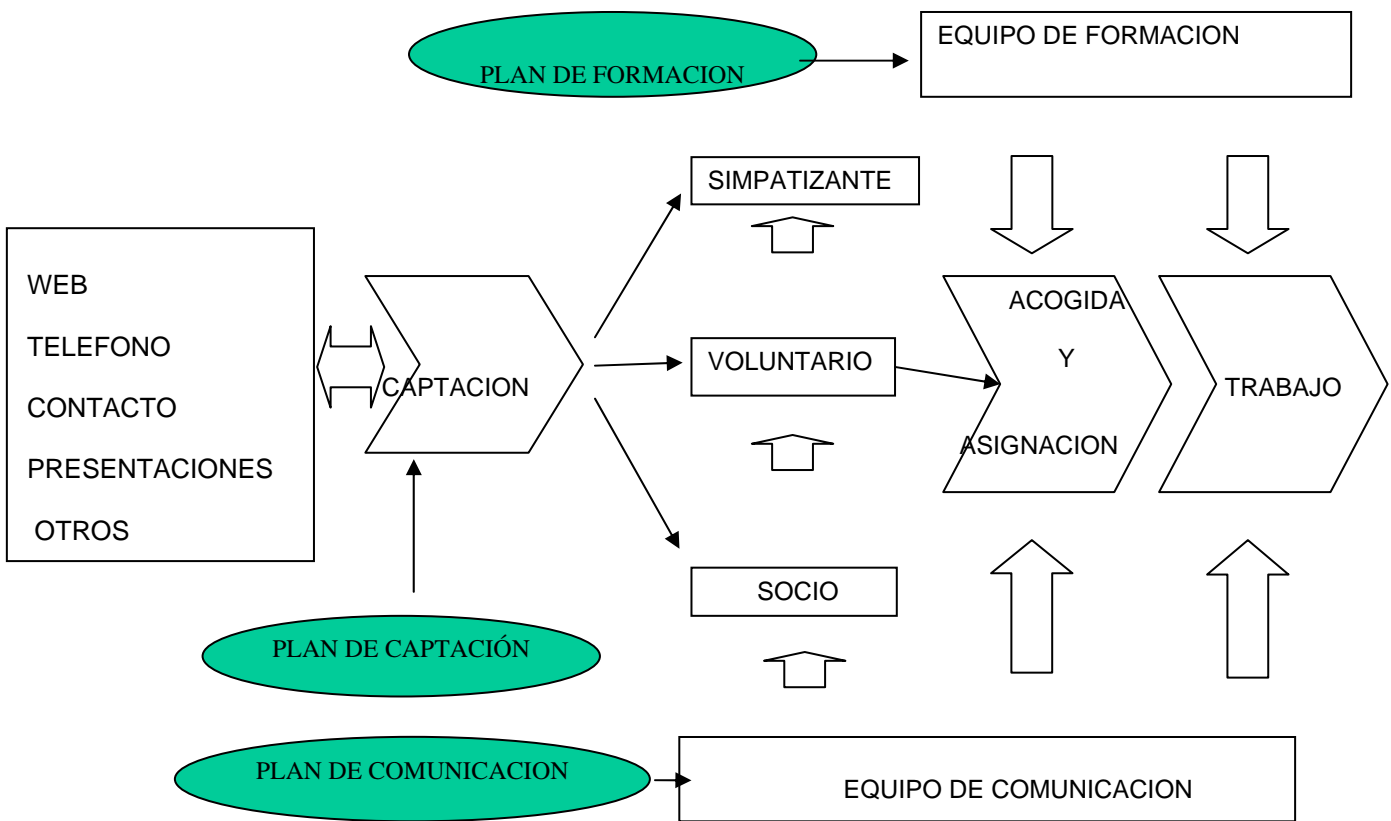 EQUIPO DE FORMACION
PLAN DE FORMACION
SIMPATIZANTE
WEB
TELEFONO
CONTACTO
PRESENTACIONES
OTROS
CAPTACION
VOLUNTARIO
ACOGIDA
Y
ASIGNACION
TRABAJO
SOCIO
PLAN DE CAPTACIÓN
PLAN DE COMUNICACION
EQUIPO DE COMUNICACION